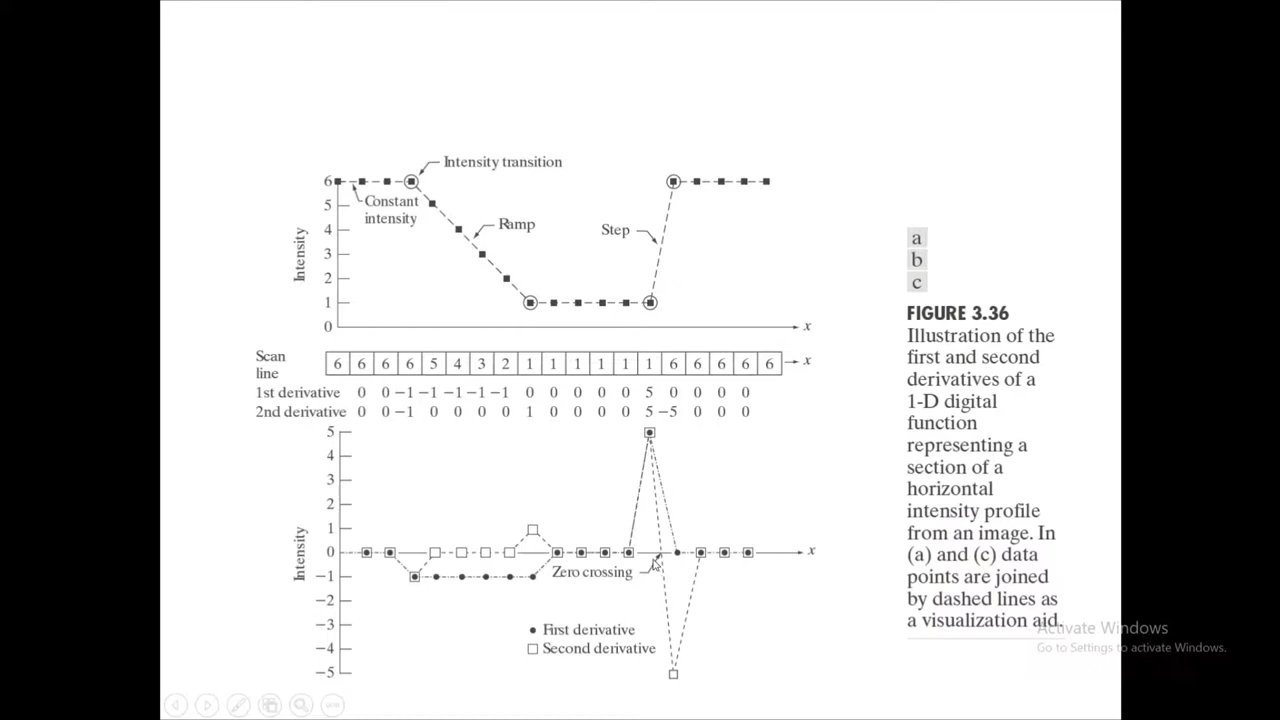 Intensity transition
6
Constant
intensity
5
Ramp
Step
4
3
2
1
0
Intensity
x
Scan
line
6 6 6 6 5 4 3 2 1 1 1 1 1 1 6 6 6 6 6
x
1st derivative 0 0 −1 −1 −1 −1 −1 0 0 0 0 0 5 0 0 0 0
2nd derivative 0 0 −1 0 0 0 0 1 0 0 0 0 5 −5 0 0 0
5
4
3
2
1
0
−1
−2
−3
−4
−5
Intensity
x
Zero crossing
First derivative
Second derivative
a
b
c
FIGURE 3.36
Illustration of the
first and second
derivatives of a
1-D digital
function
representing a
section of a
horizontal
intensity profile
from an image. In
(a) and (c) data
points are joined
by dashed lines as
a visualization aid.
Activate Windows
Go to Settings to activate Windows.